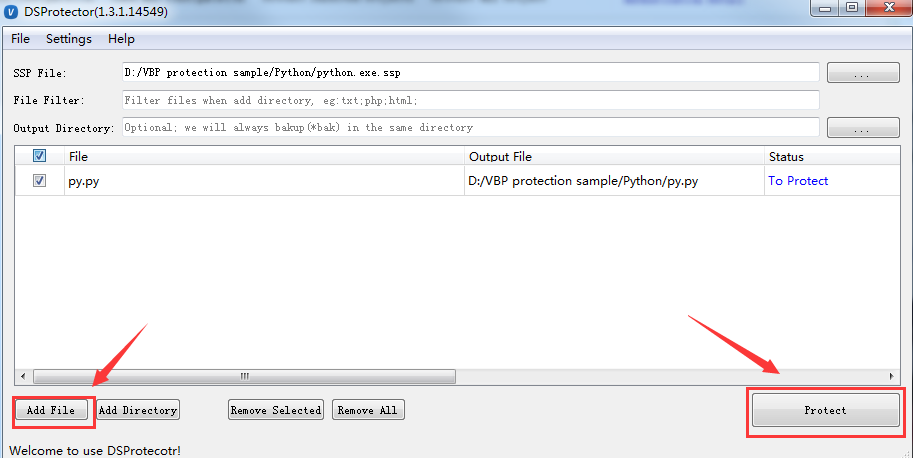 DSProtector(1.3.1.14549)
File Settings Help
SSP File: D:/VBP protection sample/Python/python.exe.ssp ...
File Filter: Filter files when add directory, eg:txt;php;html;
Output Directory: Optional; we will always bakup(*bak) in the same directory ...
File Output File Status
py.py D:/VBP protection sample/Python/py.py To Protect
Add File Add Directory Remove Selected Remove All Protect
Welcome to use DSProtecotr!